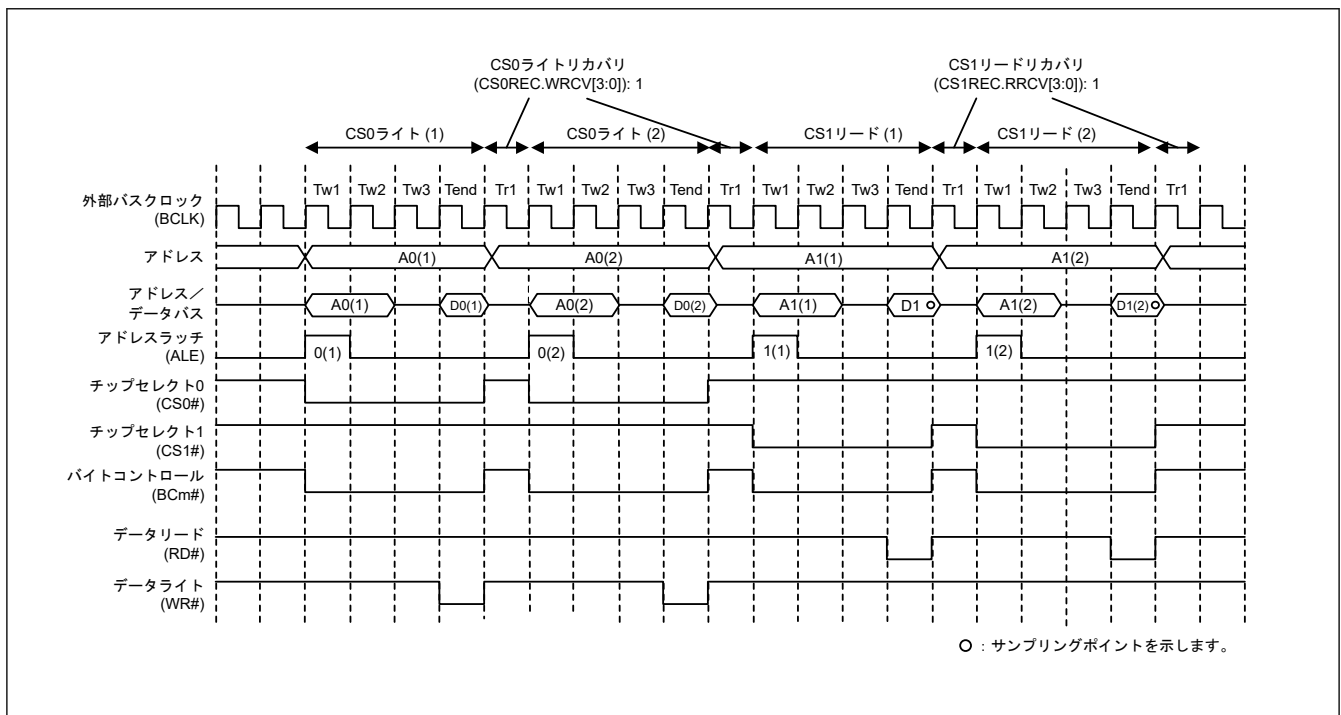 CS0ライトリカバリ
(CS0REC.WRCV[3:0]): 1
CS1リードリカバリ
(CS1REC.RRCV[3:0]): 1
CS0ライト (1)
CS0ライト (2)
CS1リード (1)
CS1リード (2)
Tw1 Tw2 Tw3 Tend Tr1 Tw1 Tw2 Tw3 Tend Tr1 Tw1 Tw2 Tw3 Tend Tr1 Tw1 Tw2 Tw3 Tend Tr1
外部バスクロック
(BCLK)
アドレス A0(1) A0(2) A1(1) A1(2)
アドレス/
データバス
A0(1) D0(1) A0(2) D0(2) A1(1) D1 A1(2) D1(2)
アドレスラッチ
(ALE)
0(1) 0(2) 1(1) 1(2)
チップセレクト0
(CS0#)
チップセレクト1
(CS1#)
バイトコントロール
(BCm#)
データリード
(RD#)
データライト
(WR#)
:サンプリングポイントを示します。